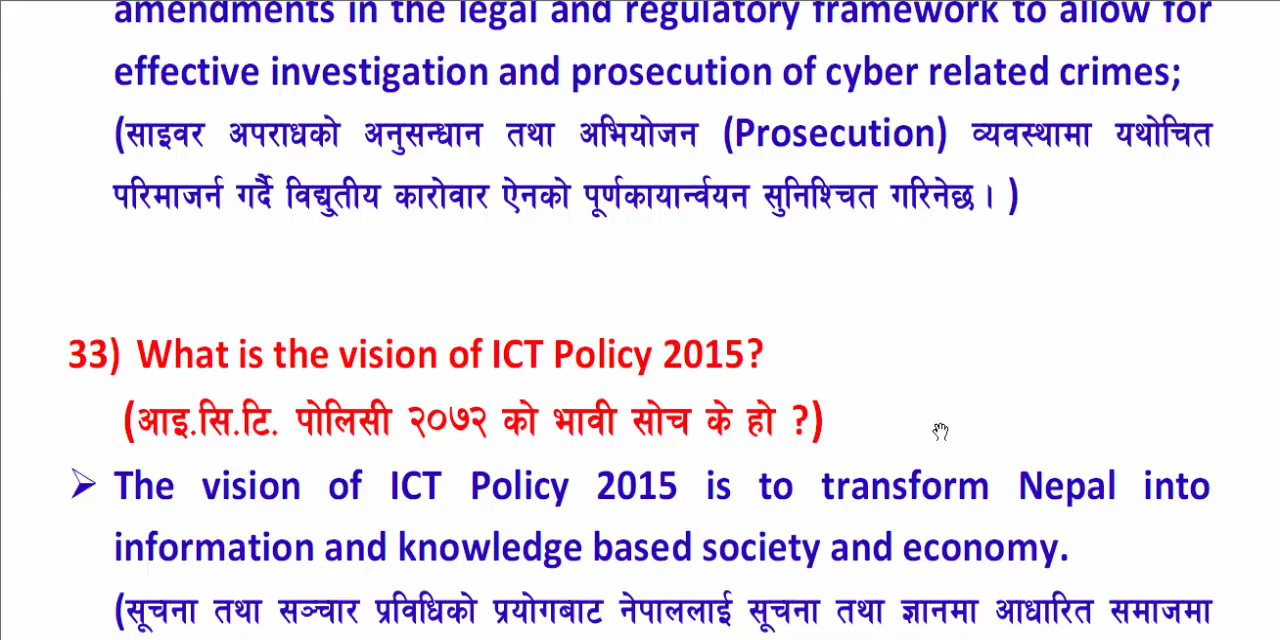 amendments in the legal and regulatory framework to allow for
effective investigation and prosecution of cyber related crimes;
(साइवर अपराधको अनुसन्धान तथा अभियोजन (Prosecution) व्यवस्थामा यथोचित
परिमार्जन गर्दै विद्युतीय कारोवार ऐनको पूर्णकायार्न्वयन सुनिश्चित गरिनेछ । )
33) What is the vision of ICT Policy 2015?
(आइ.सि.टि. पोलिसी २०७२ को भावी सोच के हो ?)
➢ The vision of ICT Policy 2015 is to transform Nepal into
information and knowledge based society and economy.
(सूचना तथा सञ्चार प्रविधिको प्रयोगबाट नेपाललाई सूचना तथा ज्ञानमा आधारित समाजमा